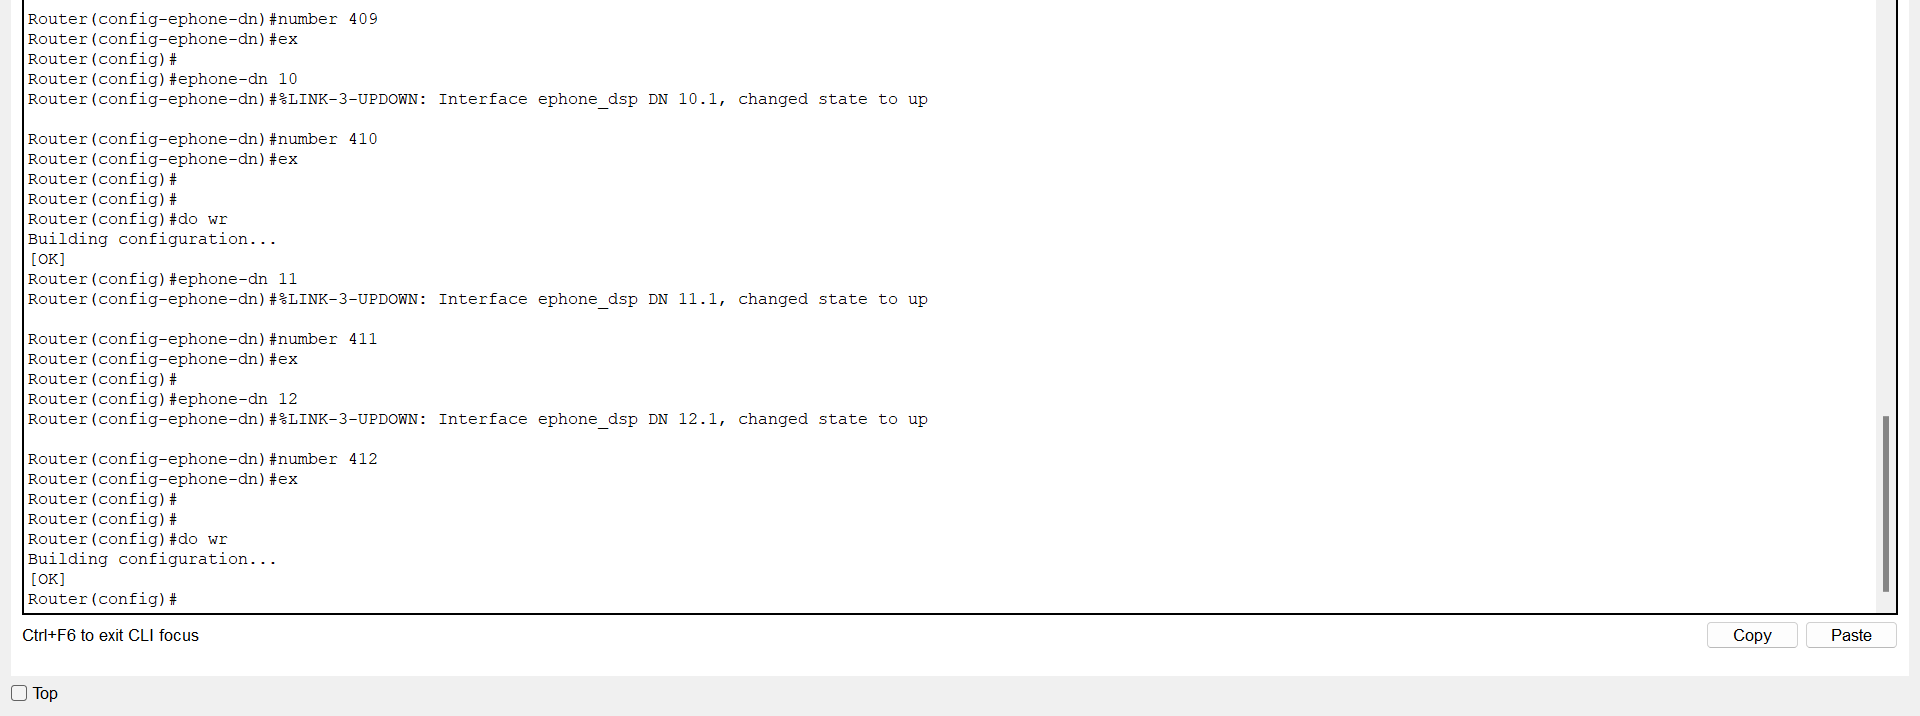 Router(config-ephone-dn)#number 409
Router(config-ephone-dn)#ex
Router(config)#
Router(config)#ephone-dn 10
Router(config-ephone-dn)#%LINK-3-UPDOWN: Interface ephone_dsp DN 10.1, changed state to up
Router(config-ephone-dn)#number 410
Router(config-ephone-dn)#ex
Router(config)#
Router(config)#
Router(config)#do wr
Building configuration...
[OK]
Router(config)#ephone-dn 11
Router(config-ephone-dn)#%LINK-3-UPDOWN: Interface ephone_dsp DN 11.1, changed state to up
Router(config-ephone-dn)#number 411
Router(config-ephone-dn)#ex
Router(config)#
Router(config)#ephone-dn 12
Router(config-ephone-dn)#%LINK-3-UPDOWN: Interface ephone_dsp DN 12.1, changed state to up
Router(config-ephone-dn)#number 412
Router(config-ephone-dn)#ex
Router(config)#
Router(config)#
Router(config)#do wr
Building configuration...
[OK]
Router(config)#
Ctrl+F6 to exit CLI focus
Copy
Paste
Top